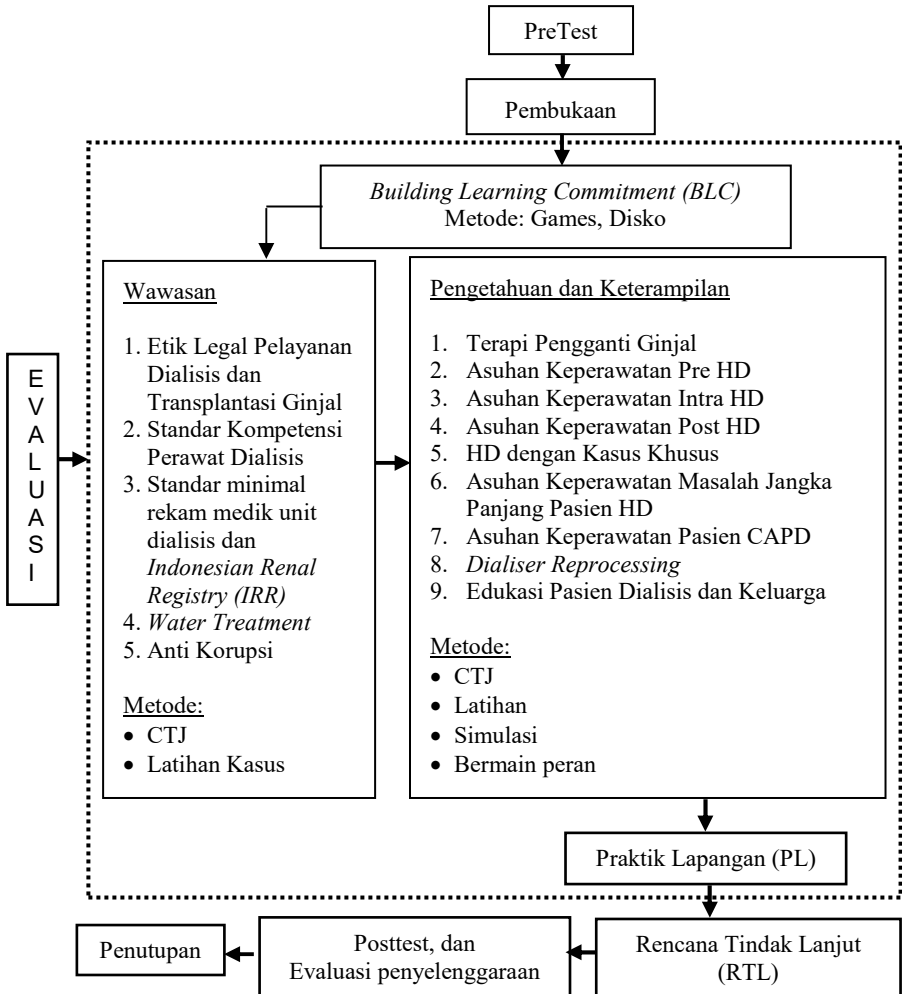 PreTest
Pembukaan
Building Learning Commitment (BLC)
Metode: Games, Disko
E
V
A
L
U
A
S
I
Wawasan
1. Etik Legal Pelayanan
Dialisis dan
Transplantasi Ginjal
2. Standar Kompetensi
Perawat Dialisis
3. Standar minimal
rekam medik unit
dialisis dan
Indonesian Renal
Registry (IRR)
4. Water Treatment
5. Anti Korupsi
Metode:
• CTJ
• Latihan Kasus
Pengetahuan dan Keterampilan
1. Terapi Pengganti Ginjal
2. Asuhan Keperawatan Pre HD
3. Asuhan Keperawatan Intra HD
4. Asuhan Keperawatan Post HD
5. HD dengan Kasus Khusus
6. Asuhan Keperawatan Masalah Jangka
Panjang Pasien HD
7. Asuhan Keperawatan Pasien CAPD
8. Dialiser Reprocessing
9. Edukasi Pasien Dialisis dan Keluarga
Metode:
• CTJ
• Latihan
• Simulasi
• Bermain peran
Praktik Lapangan (PL)
Rencana Tindak Lanjut
(RTL)
Posttest, dan
Evaluasi penyelenggaraan
Penutupan